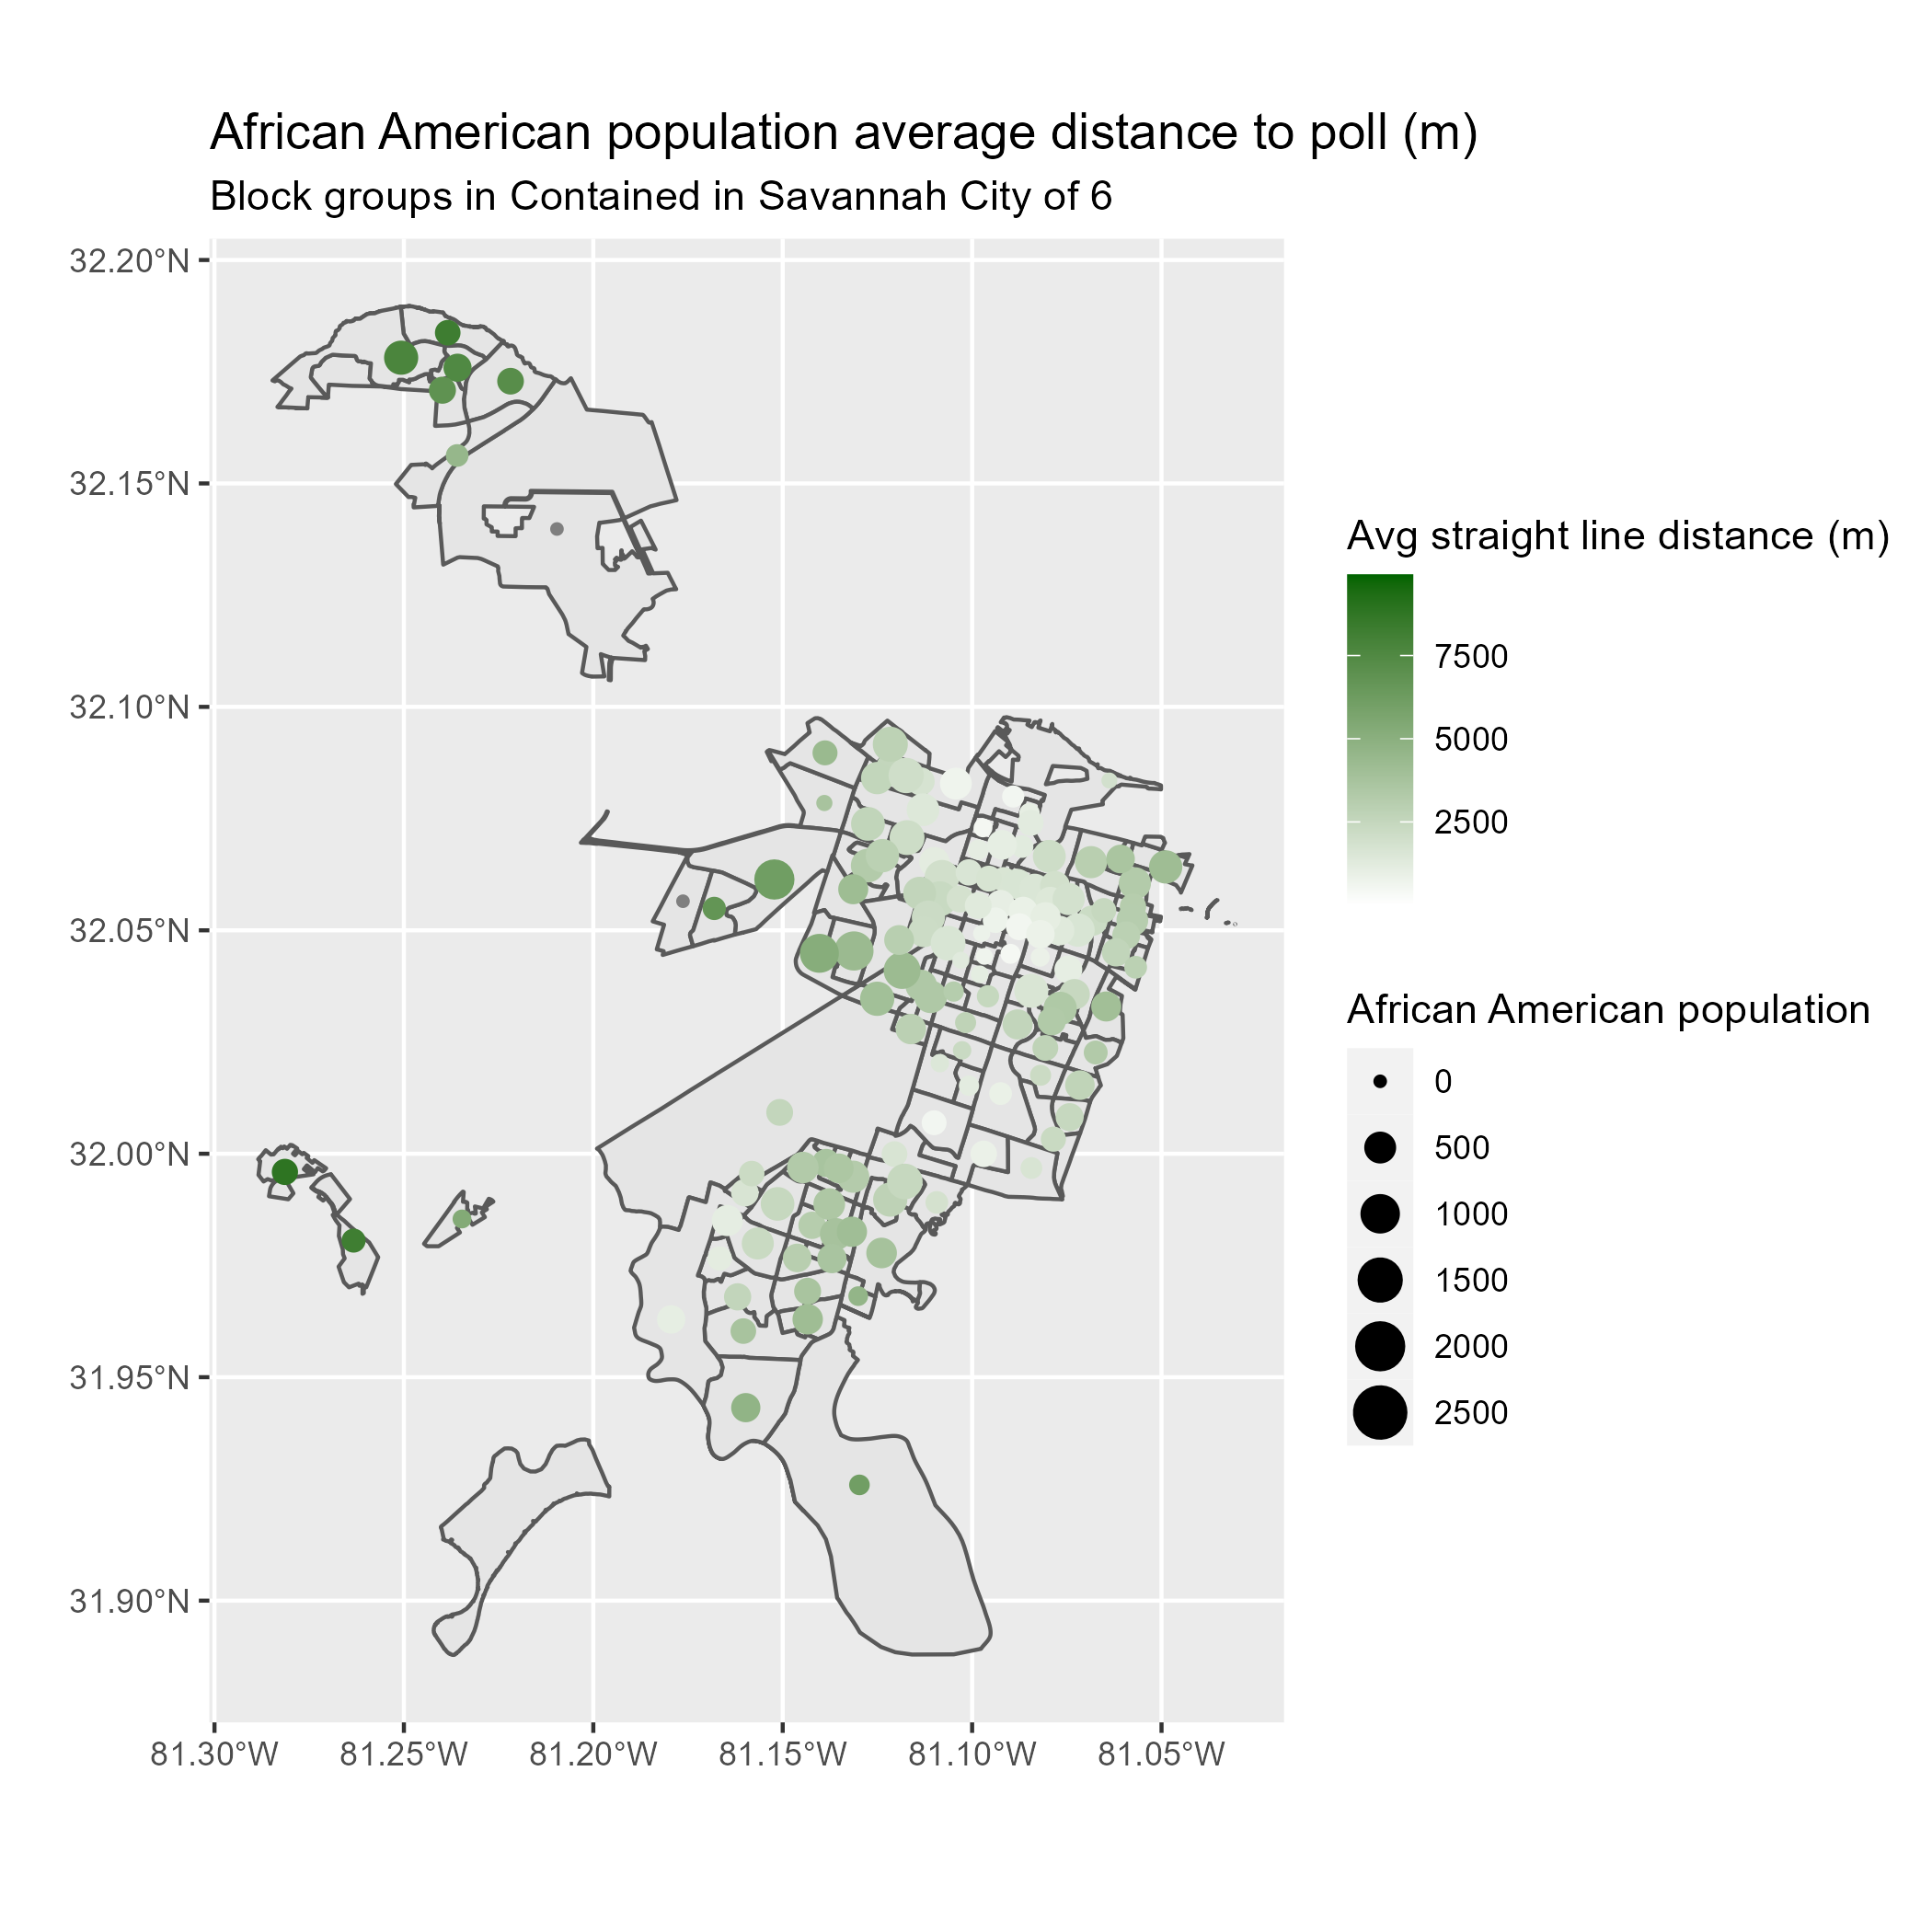 African American population average distance to poll (m)
Block groups in Contained in Savannah City of 6
32.20°N
32.15°N
32.10°N
32.05°N
32.00°N
31.95°N
31.90°N
81.30°W
81.25°W
81.20°W
81.15°W
81.10°W
81.05°W
Avg straight line distance (m)
7500
5000
2500
African American population
0
500
1000
1500
2000
2500